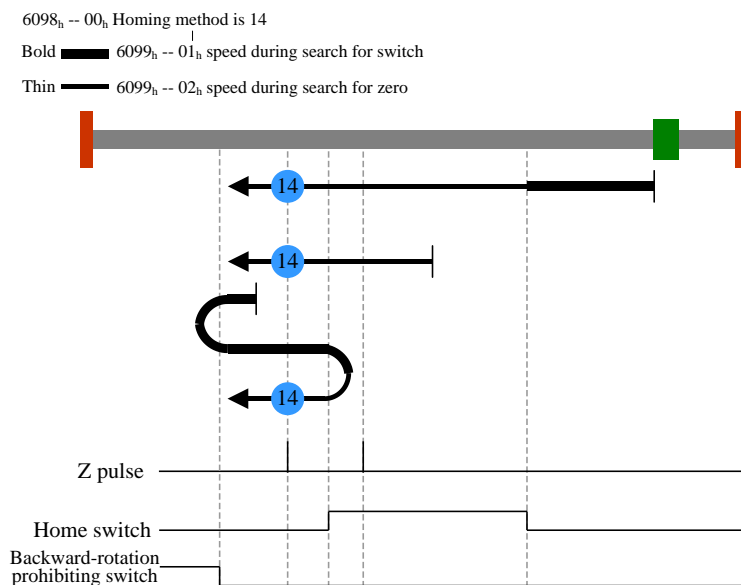 6098h -- 00h Homing method is 14
Bold 6099h -- 01h speed during search for switch
Thin 6099h -- 02h speed during search for zero
14
14
14
Z pulse
Home switch
Backward-rotation
prohibiting switch